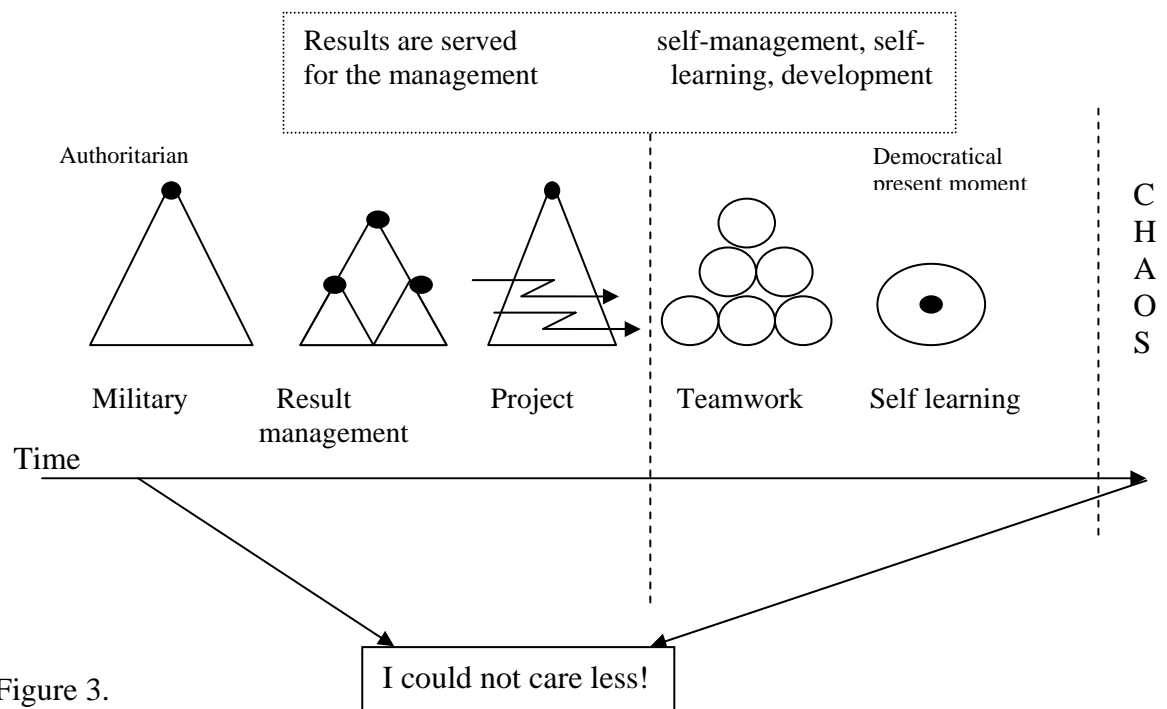 Results are served
for the management
self-management, self-
learning, development
Authoritarian
Democratical
present moment
C
H
A
O
S
Military
Result
management
Project
Teamwork
Self learning
Time
I could not care less!
Figure 3.